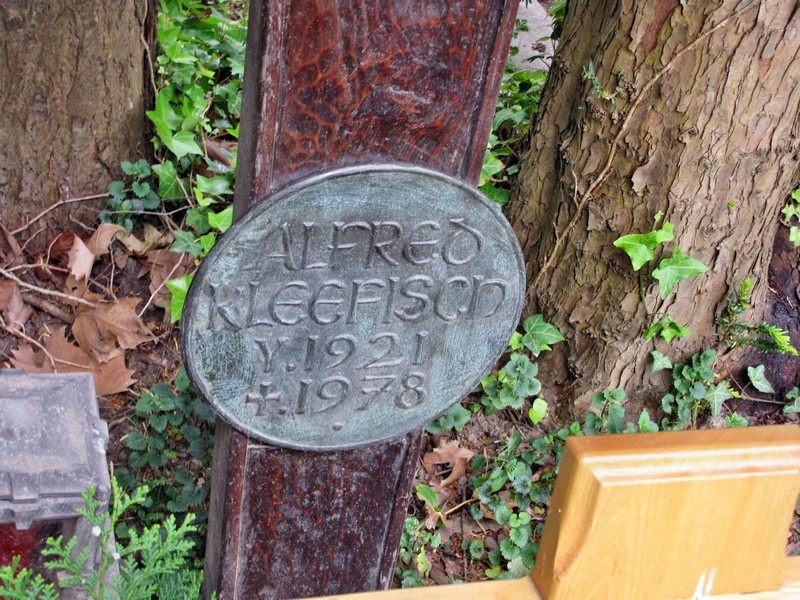 ALFRED
KLEEFISCH
Y. 1921
+. 1978